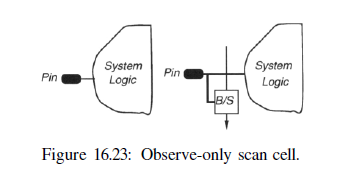 Pin
System
Logic
Pin
B/S
System
Logic
Figure 16.23: Observe-only scan cell.